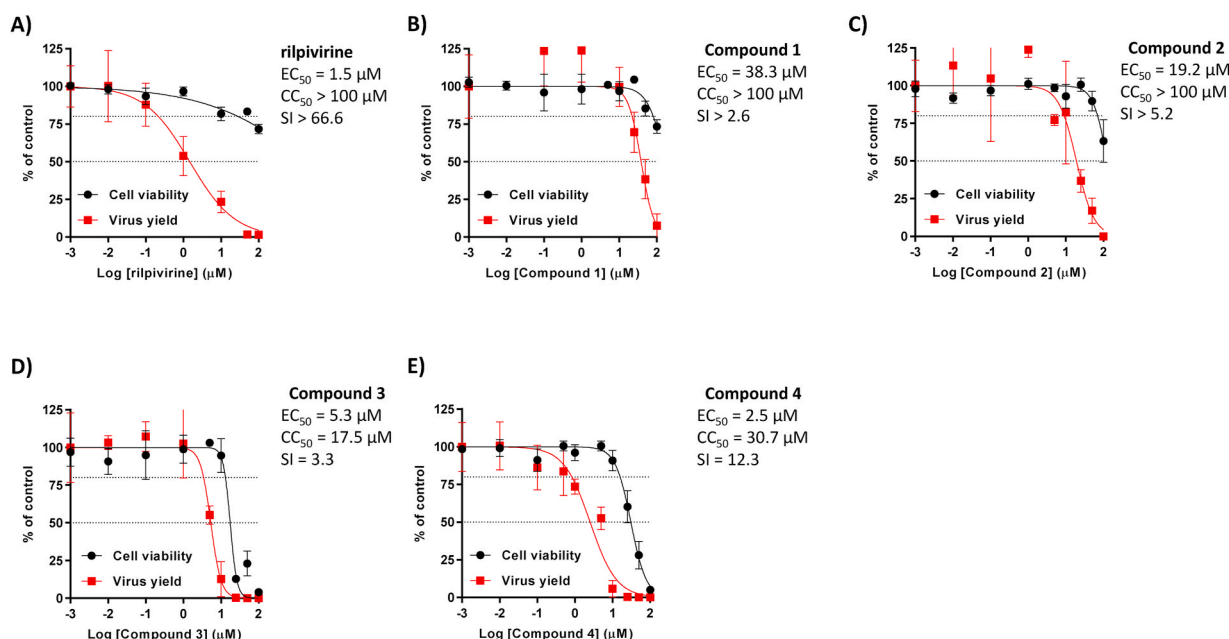 A)
rilpivirine
EC50 = 1.5 µM
CC50 > 100 µM
SI > 66.6
% of control
125
100
75
50
25
0
Cell viability
Virus yield
-3 -2 -1 0 1 2
Log [rilpivirine] (µM)
B)
Compound 1
EC50 = 38.3 µM
CC50 > 100 µM
SI > 2.6
% of control
125
100
75
50
25
0
Cell viability
Virus yield
-3 -2 -1 0 1 2
Log [Compound 1] (µM)
C)
Compound 2
EC50 = 19.2 µM
CC50 > 100 µM
SI > 5.2
% of control
125
100
75
50
25
0
Cell viability
Virus yield
-3 -2 -1 0 1 2
Log [Compound 2] (µM)
D)
Compound 3
EC50 = 5.3 µM
CC50 = 17.5 µM
SI = 3.3
% of control
125
100
75
50
25
0
Cell viability
Virus yield
-3 -2 -1 0 1 2
Log [Compound 3] (µM)
E)
Compound 4
EC50 = 2.5 µM
CC50 = 30.7 µM
SI = 12.3
% of control
125
100
75
50
25
0
Cell viability
Virus yield
-3 -2 -1 0 1 2
Log [Compound 4] (µM)